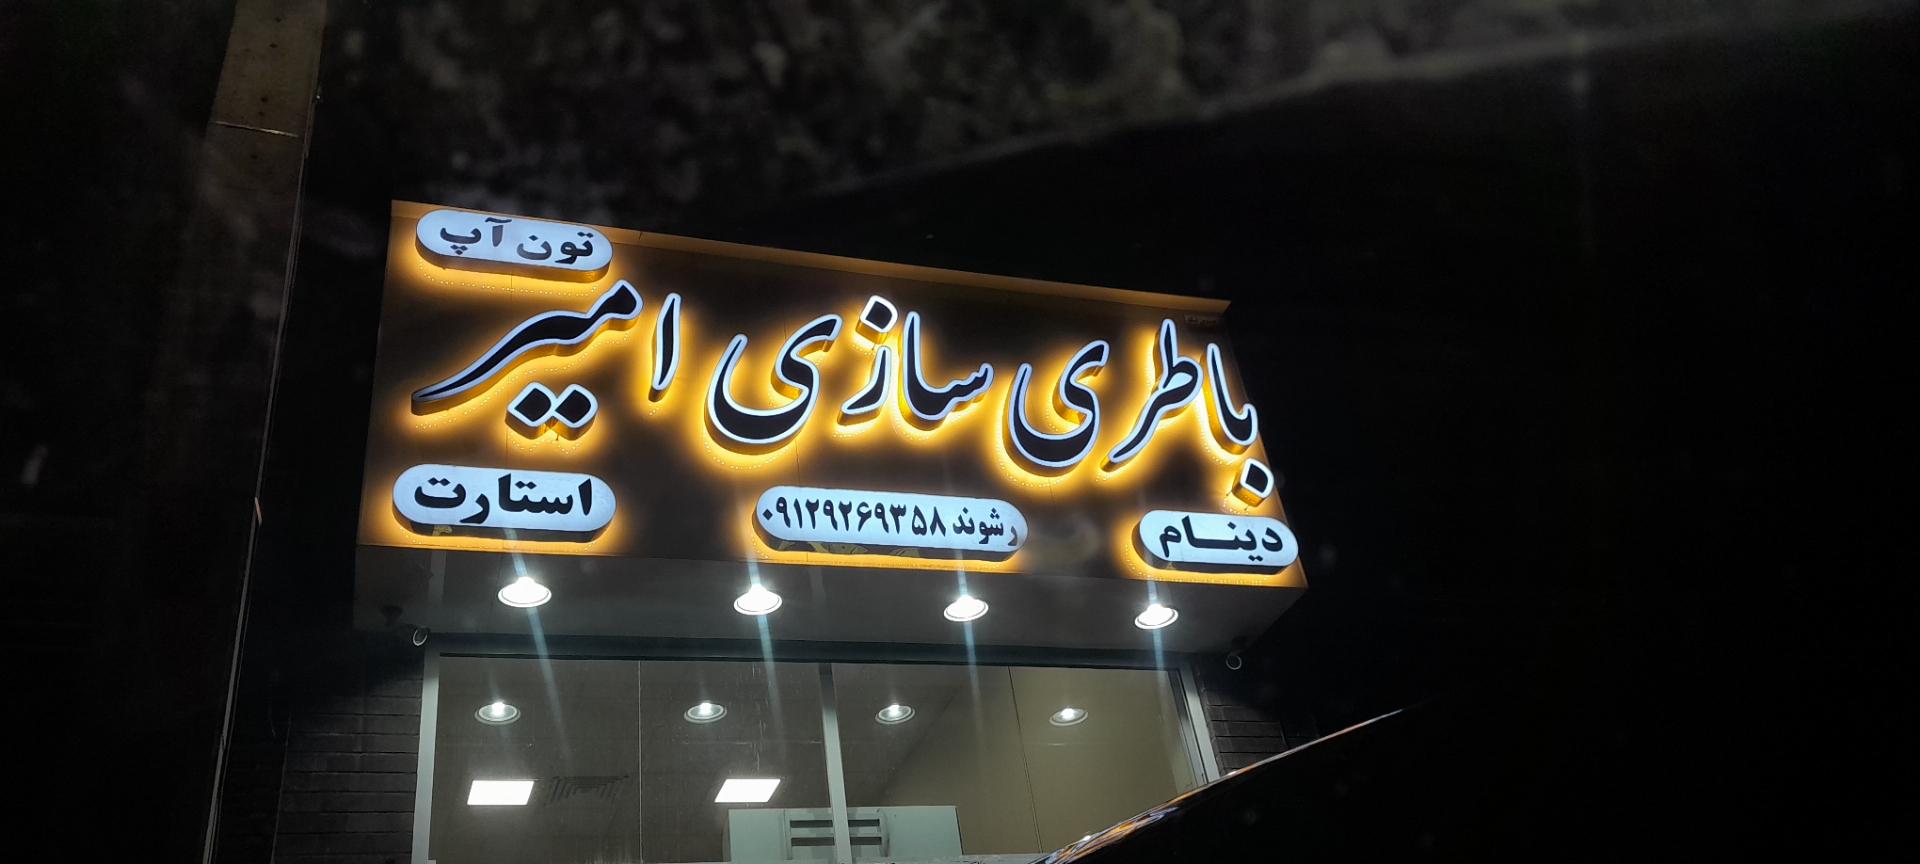 تون آپ
باطری سازی امیر
دینام
رشوند ۰۹۱۲۹۲۶۹۳۵۸
استارت